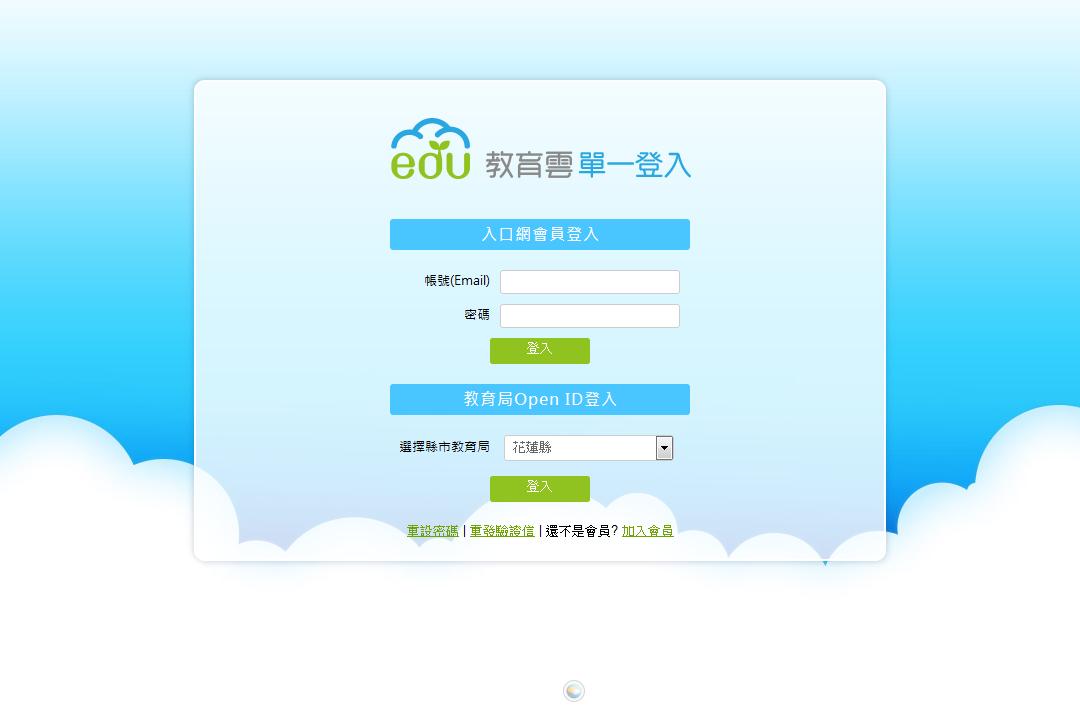 edu 教育雲 單一登入
入口網會員登入
帳號(Email)
密碼
登入
教育局Open ID登入
選擇縣市教育局 花蓮縣
登入
重設密碼 | 重發驗證信 | 還不是會員? 加入會員